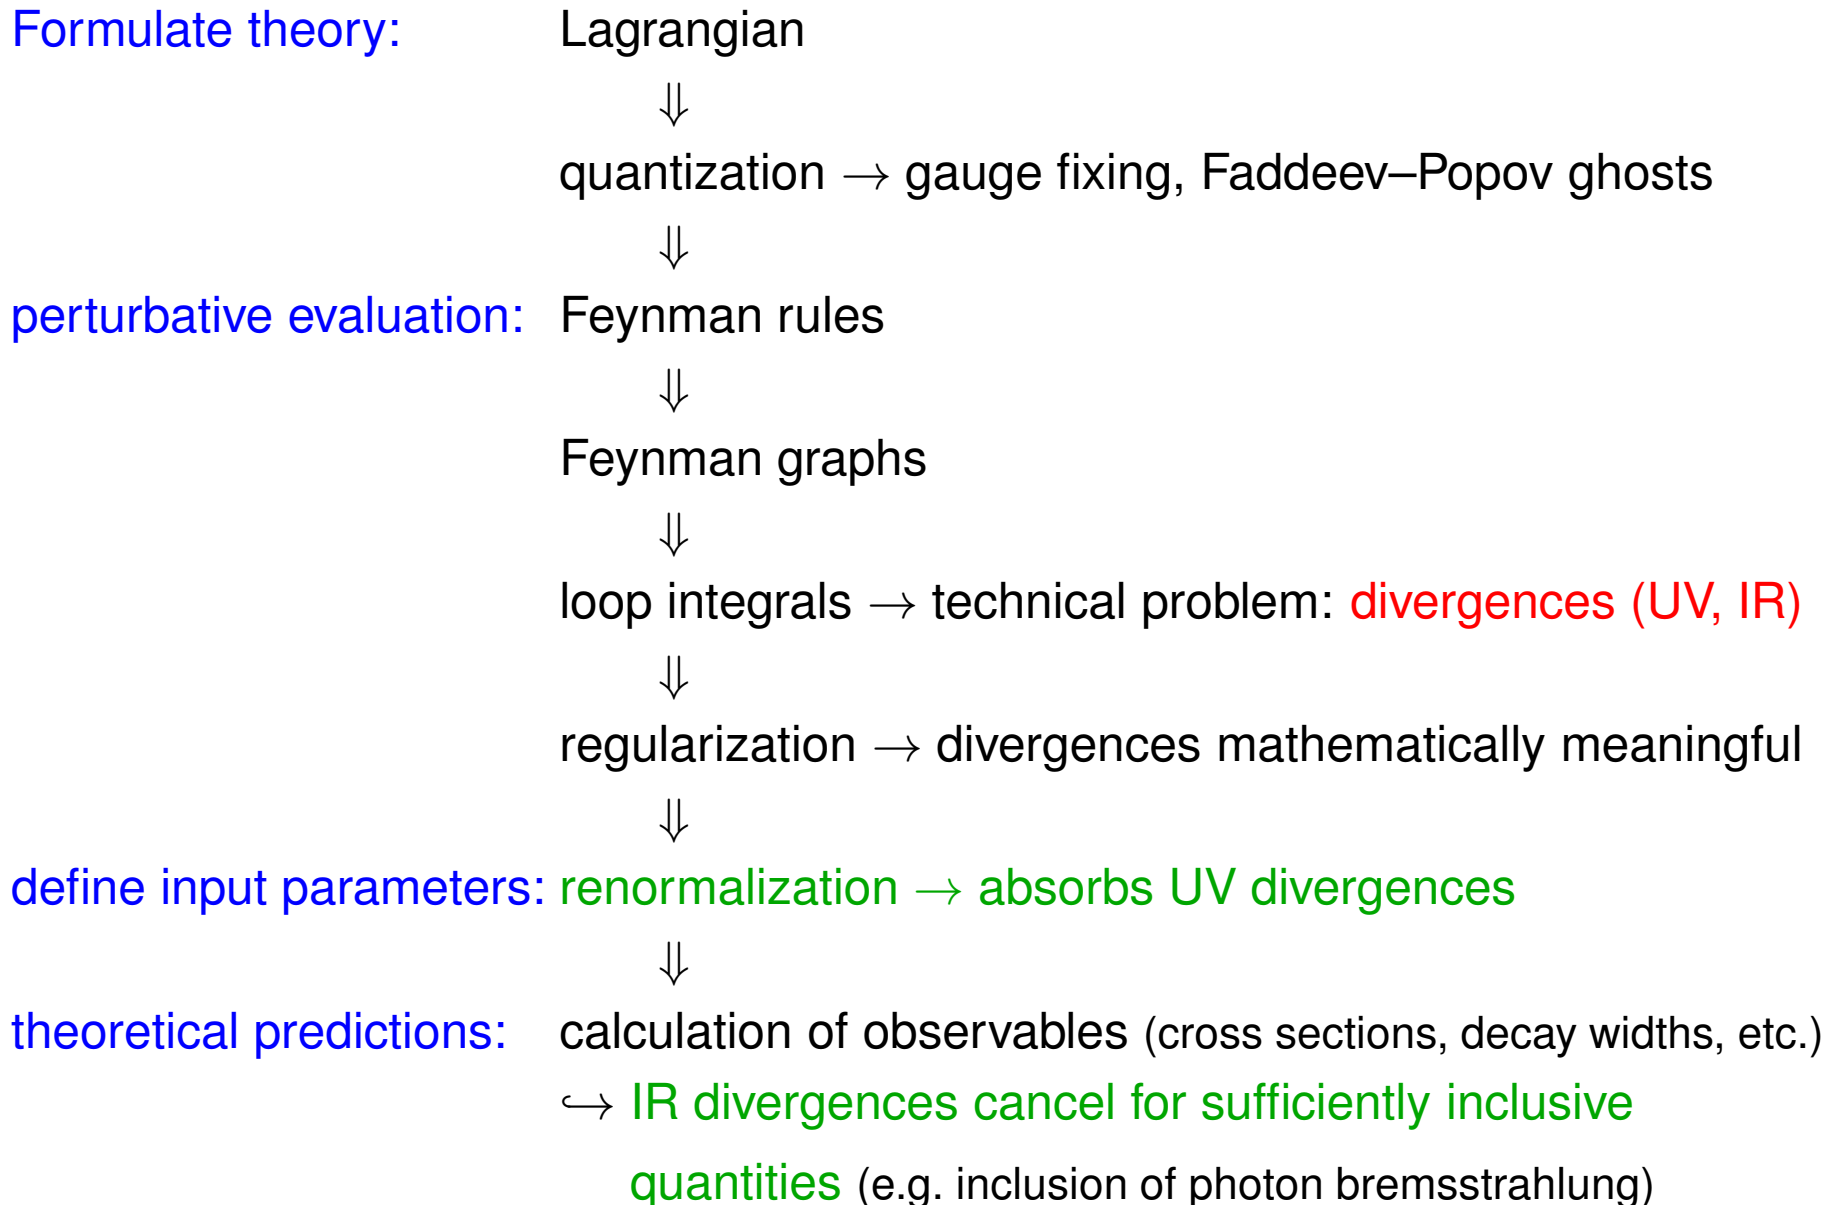 Formulate theory: Lagrangian
⇓
quantization → gauge fixing, Faddeev–Popov ghosts
⇓
perturbative evaluation: Feynman rules
⇓
Feynman graphs
⇓
loop integrals → technical problem: divergences (UV, IR)
⇓
regularization → divergences mathematically meaningful
⇓
define input parameters: renormalization → absorbs UV divergences
⇓
theoretical predictions: calculation of observables (cross sections, decay widths, etc.)
↪ IR divergences cancel for sufficiently inclusive
quantities (e.g. inclusion of photon bremsstrahlung)